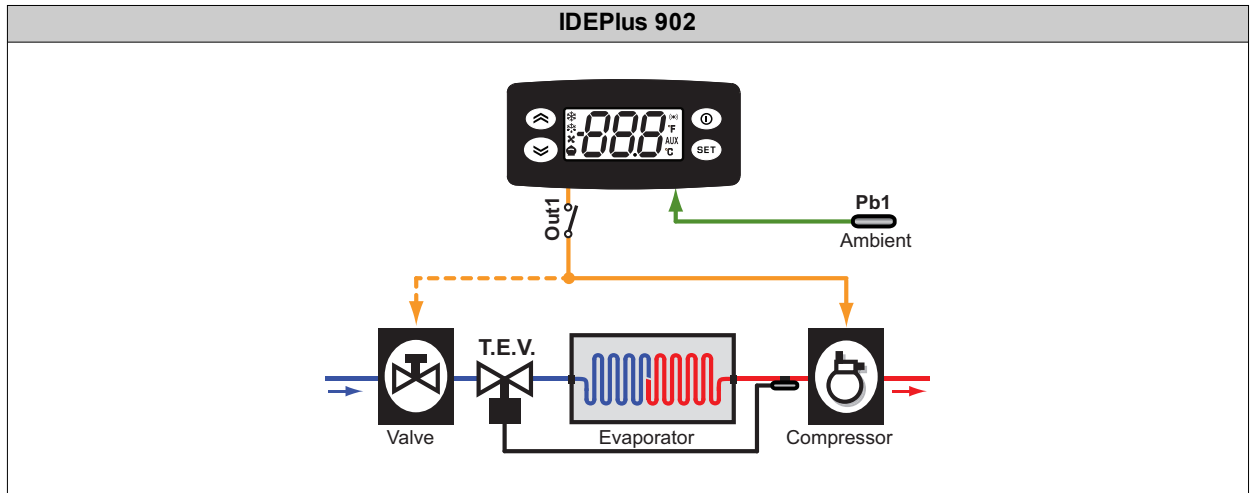 IDEPlus 902
-88.8
°F
AUX
°C
SET
Out1
Pb1
Ambient
T.E.V.
Valve
Evaporator
Compressor